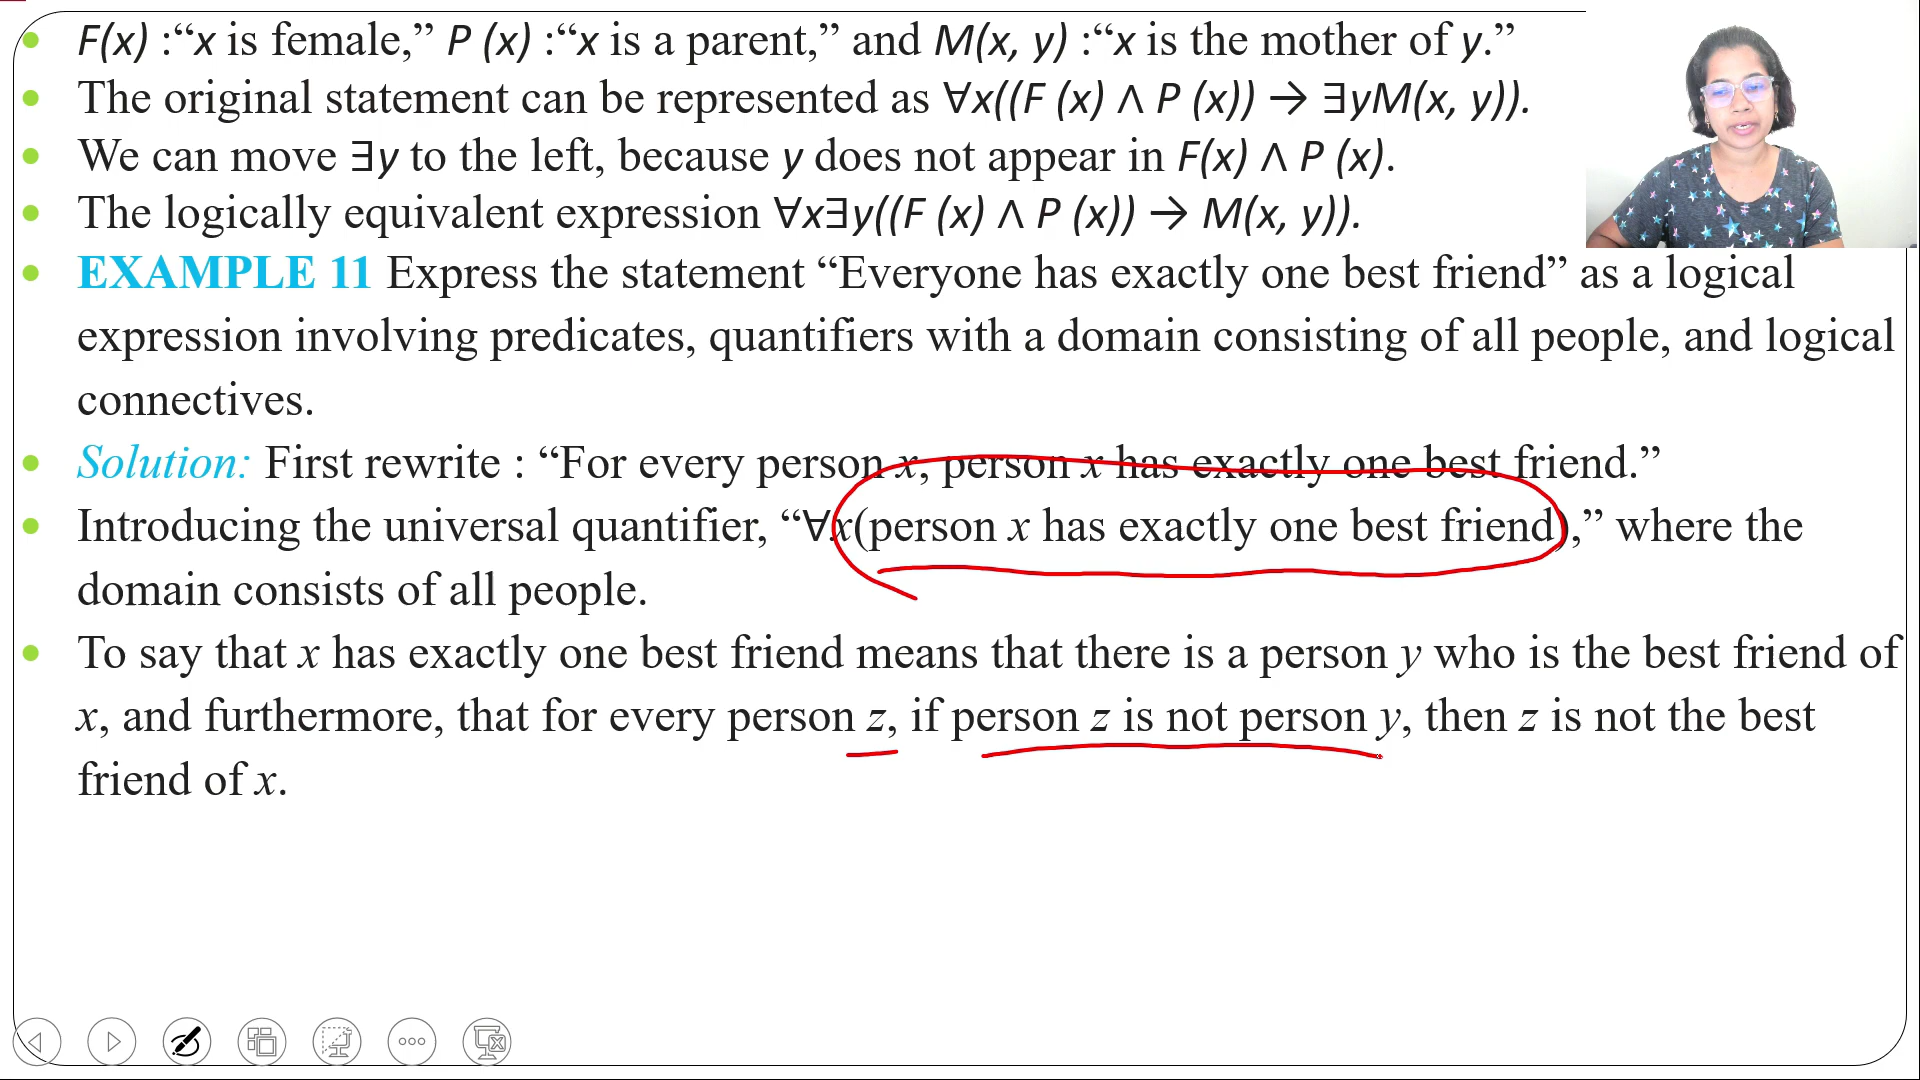 F(x) :“x is female,” P (x) :“x is a parent,” and M(x, y) :“x is the mother of y.”
The original statement can be represented as ∀x((F (x) ∧ P (x)) → ∃yM(x, y)).
We can move ∃y to the left, because y does not appear in F(x) ∧ P (x).
The logically equivalent expression ∀x∃y((F (x) ∧ P (x)) → M(x, y)).
EXAMPLE 11 Express the statement “Everyone has exactly one best friend” as a logical
expression involving predicates, quantifiers with a domain consisting of all people, and logical
connectives.
Solution: First rewrite : “For every person x, person x has exactly one best friend.”
Introducing the universal quantifier, “∀x(person x has exactly one best friend),” where the
domain consists of all people.
To say that x has exactly one best friend means that there is a person y who is the best friend of
x, and furthermore, that for every person z, if person z is not person y, then z is not the best
friend of x.